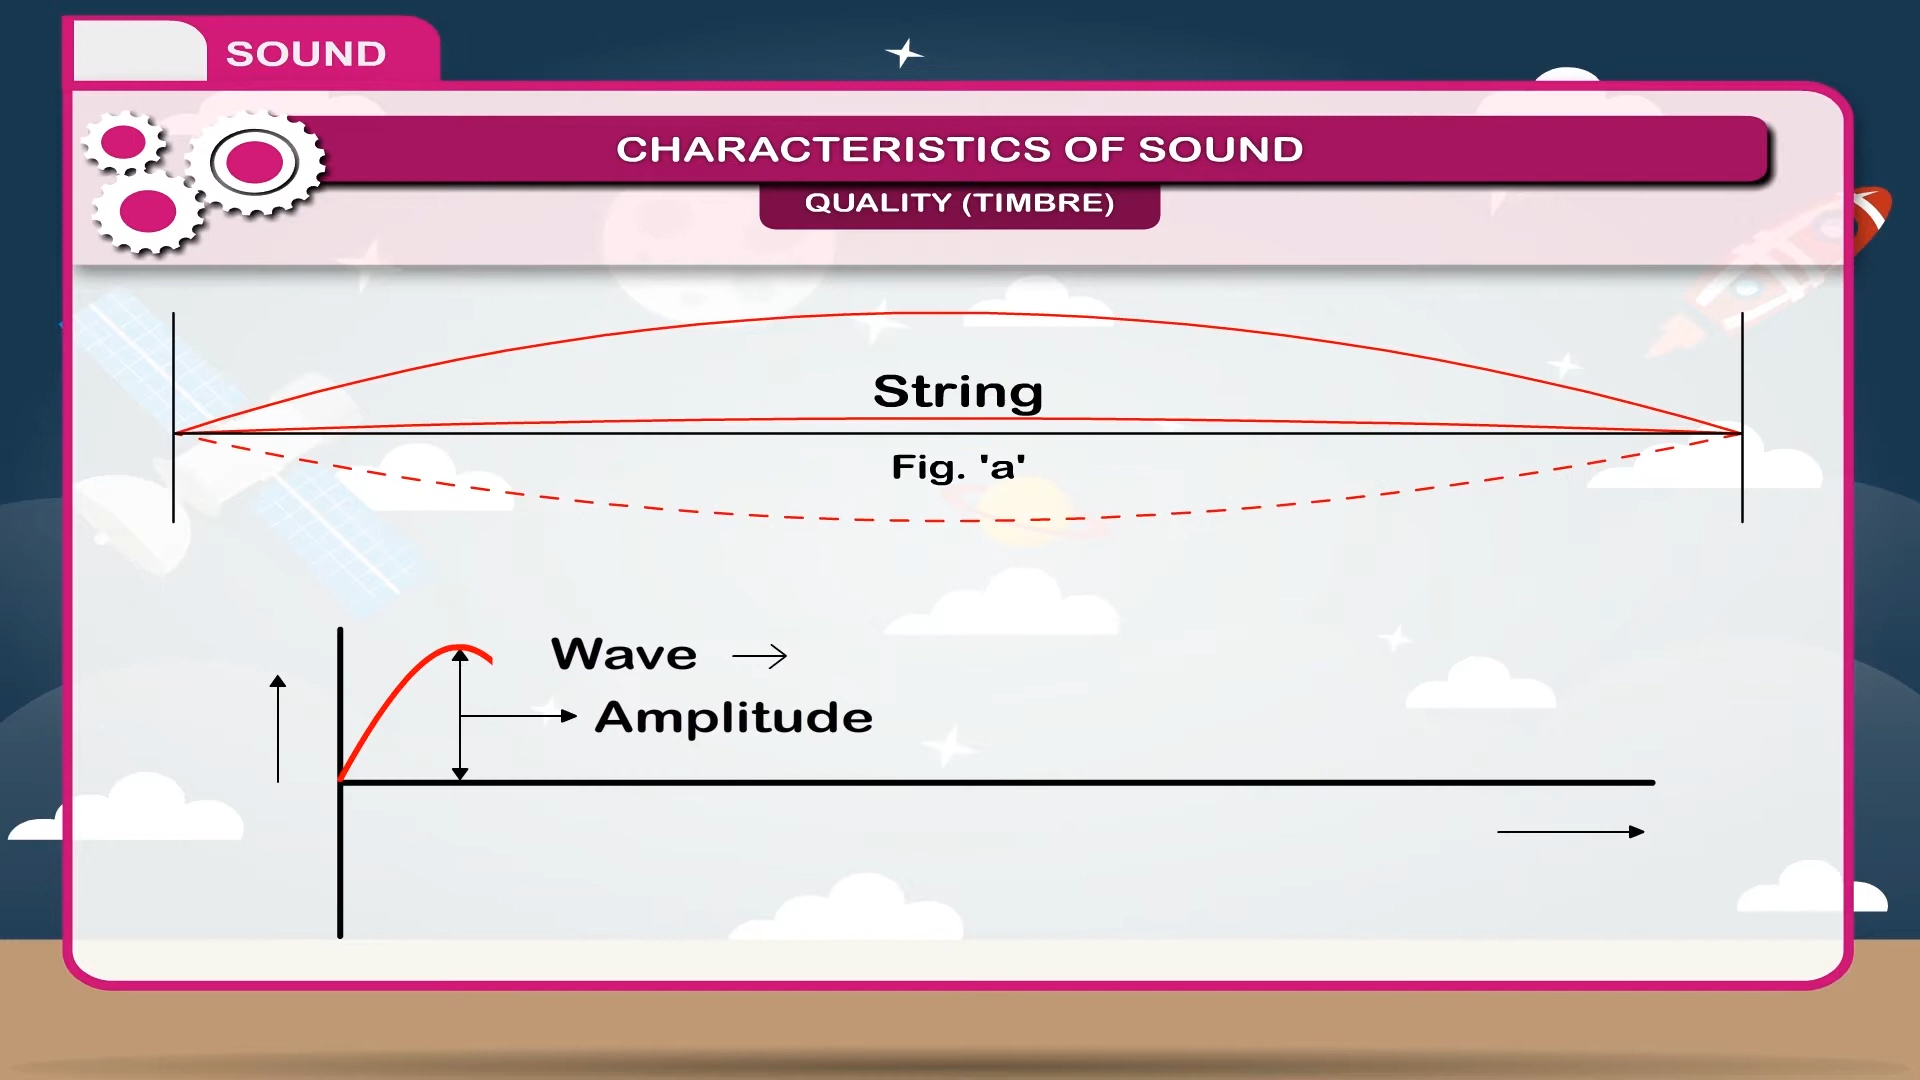 SOUND
CHARACTERISTICS OF SOUND
QUALITY (TIMBRE)
String
Fig. 'a'
Wave
Amplitude